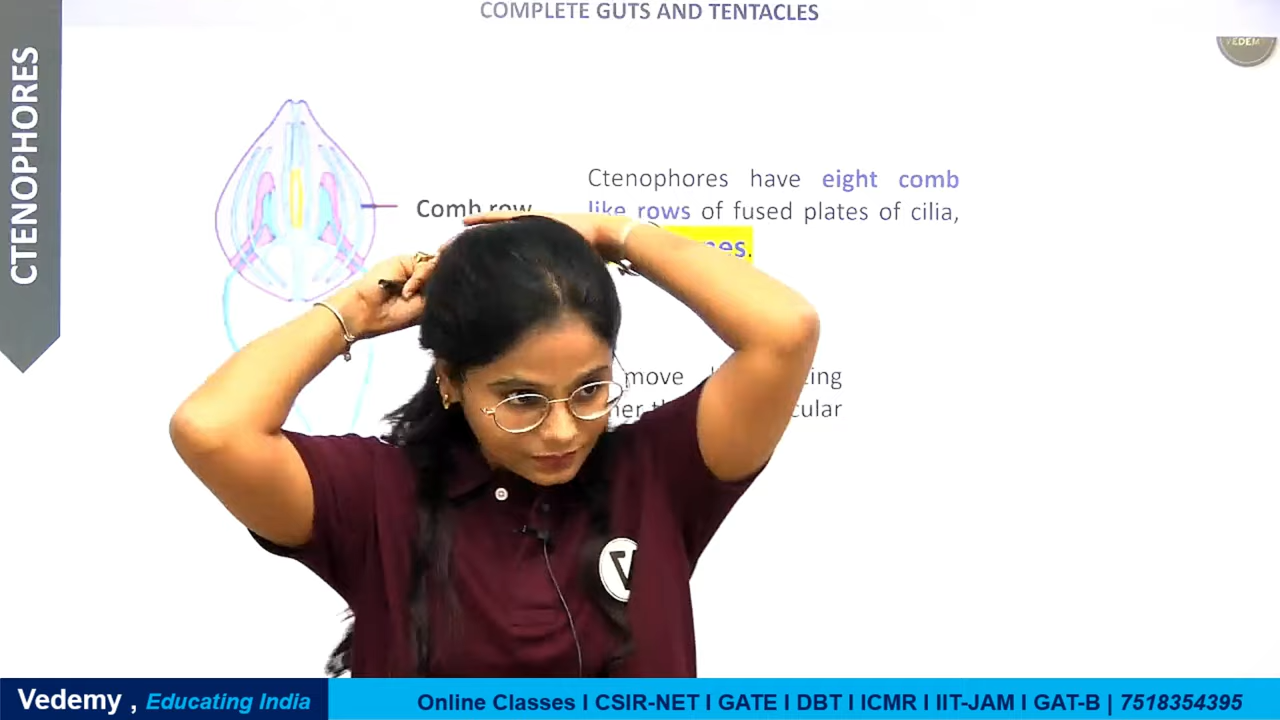 COMPLETE GUTS AND TENTACLES
CTENOPHORES
VEDEMY
Ctenophores have eight comb
Comb row
like rows of fused plates of cilia,
move
Vedemy , Educating India
Online Classes I CSIR-NET I GATE I DBT I ICMR I IIT-JAM I GAT-B | 7518354395